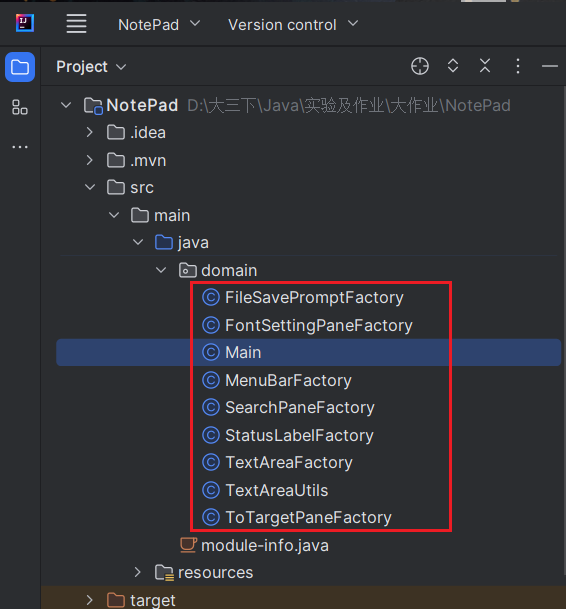 NotePad Version control
Project
NotePad D:\大三下\Java\实验及作业\大作业\NotePad
.idea
.mvn
src
main
java
domain
FileSavePromptFactory
FontSettingPaneFactory
Main
MenuBarFactory
SearchPaneFactory
StatusLabelFactory
TextAreaFactory
TextAreaUtils
ToTargetPaneFactory
module-info.java
resources
target